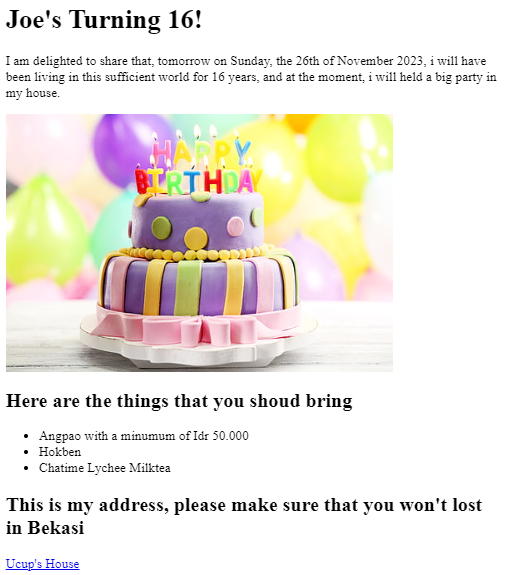 Joe's Turning 16!
I am delighted to share that, tomorrow on Sunday, the 26th of November 2023, i will have
been living in this sufficient world for 16 years, and at the moment, i will held a big party in
my house.
HAPPY
BIRTHDAY
Here are the things that you shoud bring
Angpao with a minumum of Idr 50.000
Hokben
Chatime Lychee Milktea
This is my address, please make sure that you won't lost
in Bekasi
Ucup's House